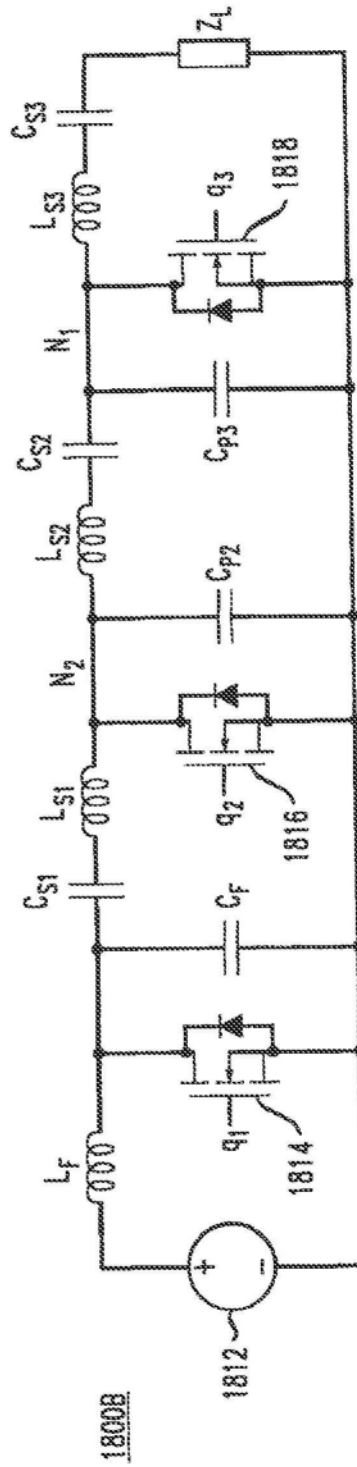 1800B
1812
L_F
q_1
1814
C_F
C_S1
L_S1
q_2
1816
N_2
C_P2
L_S2
C_S2
C_P3
N_1
q_3
1818
L_S3
C_S3
Z_L
+
-